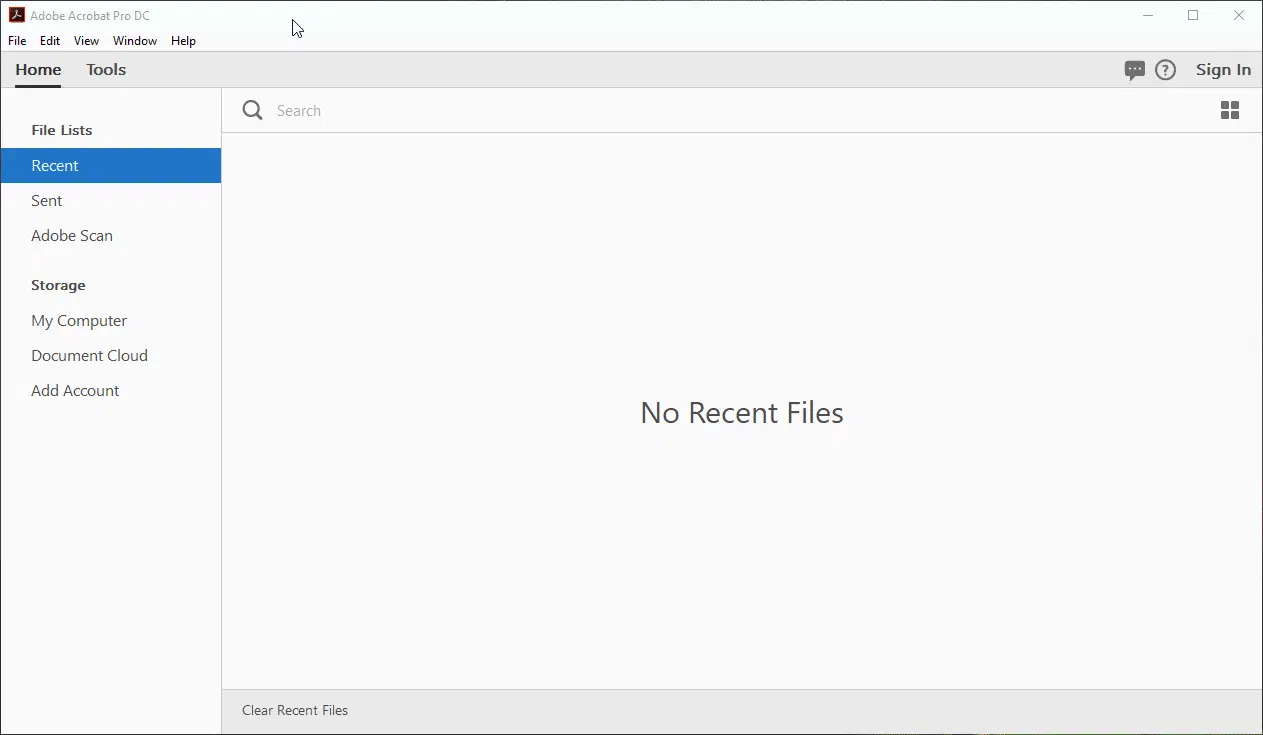 Adobe Acrobat Pro DC
File Edit View Window Help
Home Tools Sign In
Search
File Lists
Recent
Sent
Adobe Scan
Storage
My Computer
Document Cloud
Add Account
No Recent Files
Clear Recent Files